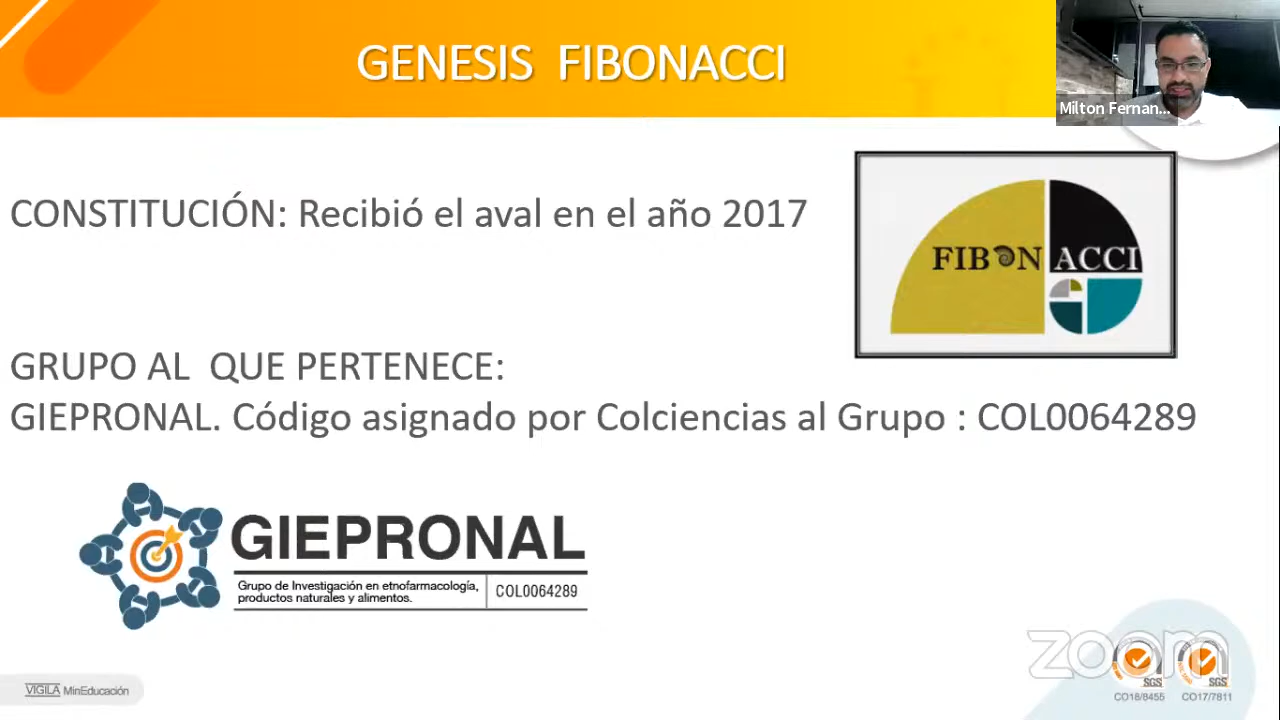 GENESIS FIBONACCI
Milton Fernan...
CONSTITUCIÓN: Recibió el aval en el año 2017
FIBONACCI
GRUPO AL QUE PERTENECE:
GIEPRONAL. Código asignado por Colciencias al Grupo : COL0064289
GIEPRONAL
Grupo de Investigación en etnofarmacología,
productos naturales y alimentos.
COL0064289
zoom
SGS SGS
CO18/8455 CO17/7811
VIGILA MinEducación